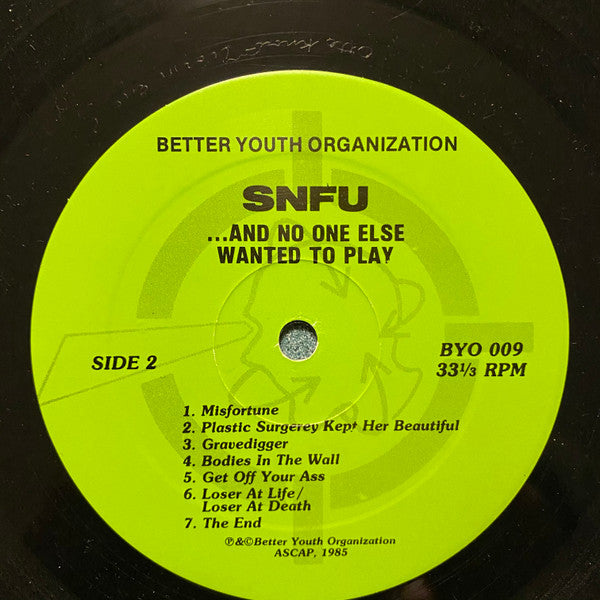 BETTER YOUTH ORGANIZATION
SNFU
...AND NO ONE ELSE
WANTED TO PLAY
SIDE 2
BYO 009
33⅓ RPM
1. Misfortune
2. Plastic Surgerey Kept Her Beautiful
3. Gravedigger
4. Bodies In The Wall
5. Get Off Your Ass
6. Loser At Life/
Loser At Death
7. The End
℗&©Better Youth Organization
ASCAP, 1985